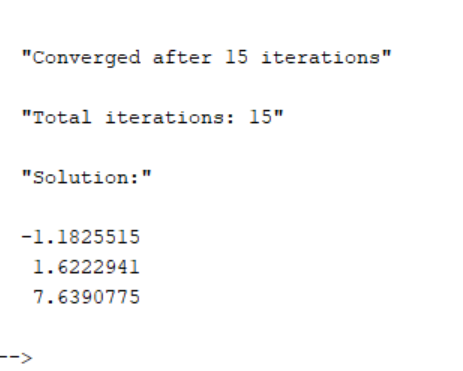 "Converged after 15 iterations"
"Total iterations: 15"
"Solution:"
-1.1825515
1.6222941
7.6390775
-->